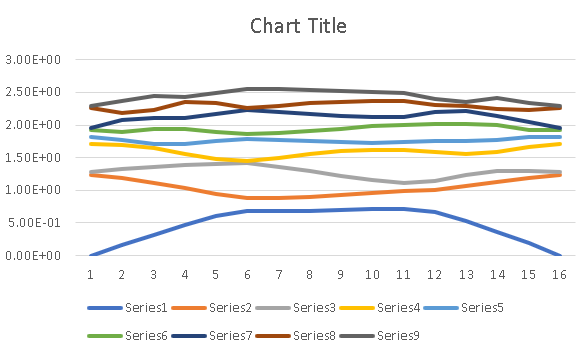 Chart Title
3.00E+00
2.50E+00
2.00E+00
1.50E+00
1.00E+00
5.00E-01
0.00E+00
1 2 3 4 5 6 7 8 9 10 11 12 13 14 15 16
Series1 Series2 Series3 Series4 Series5
Series6 Series7 Series8 Series9